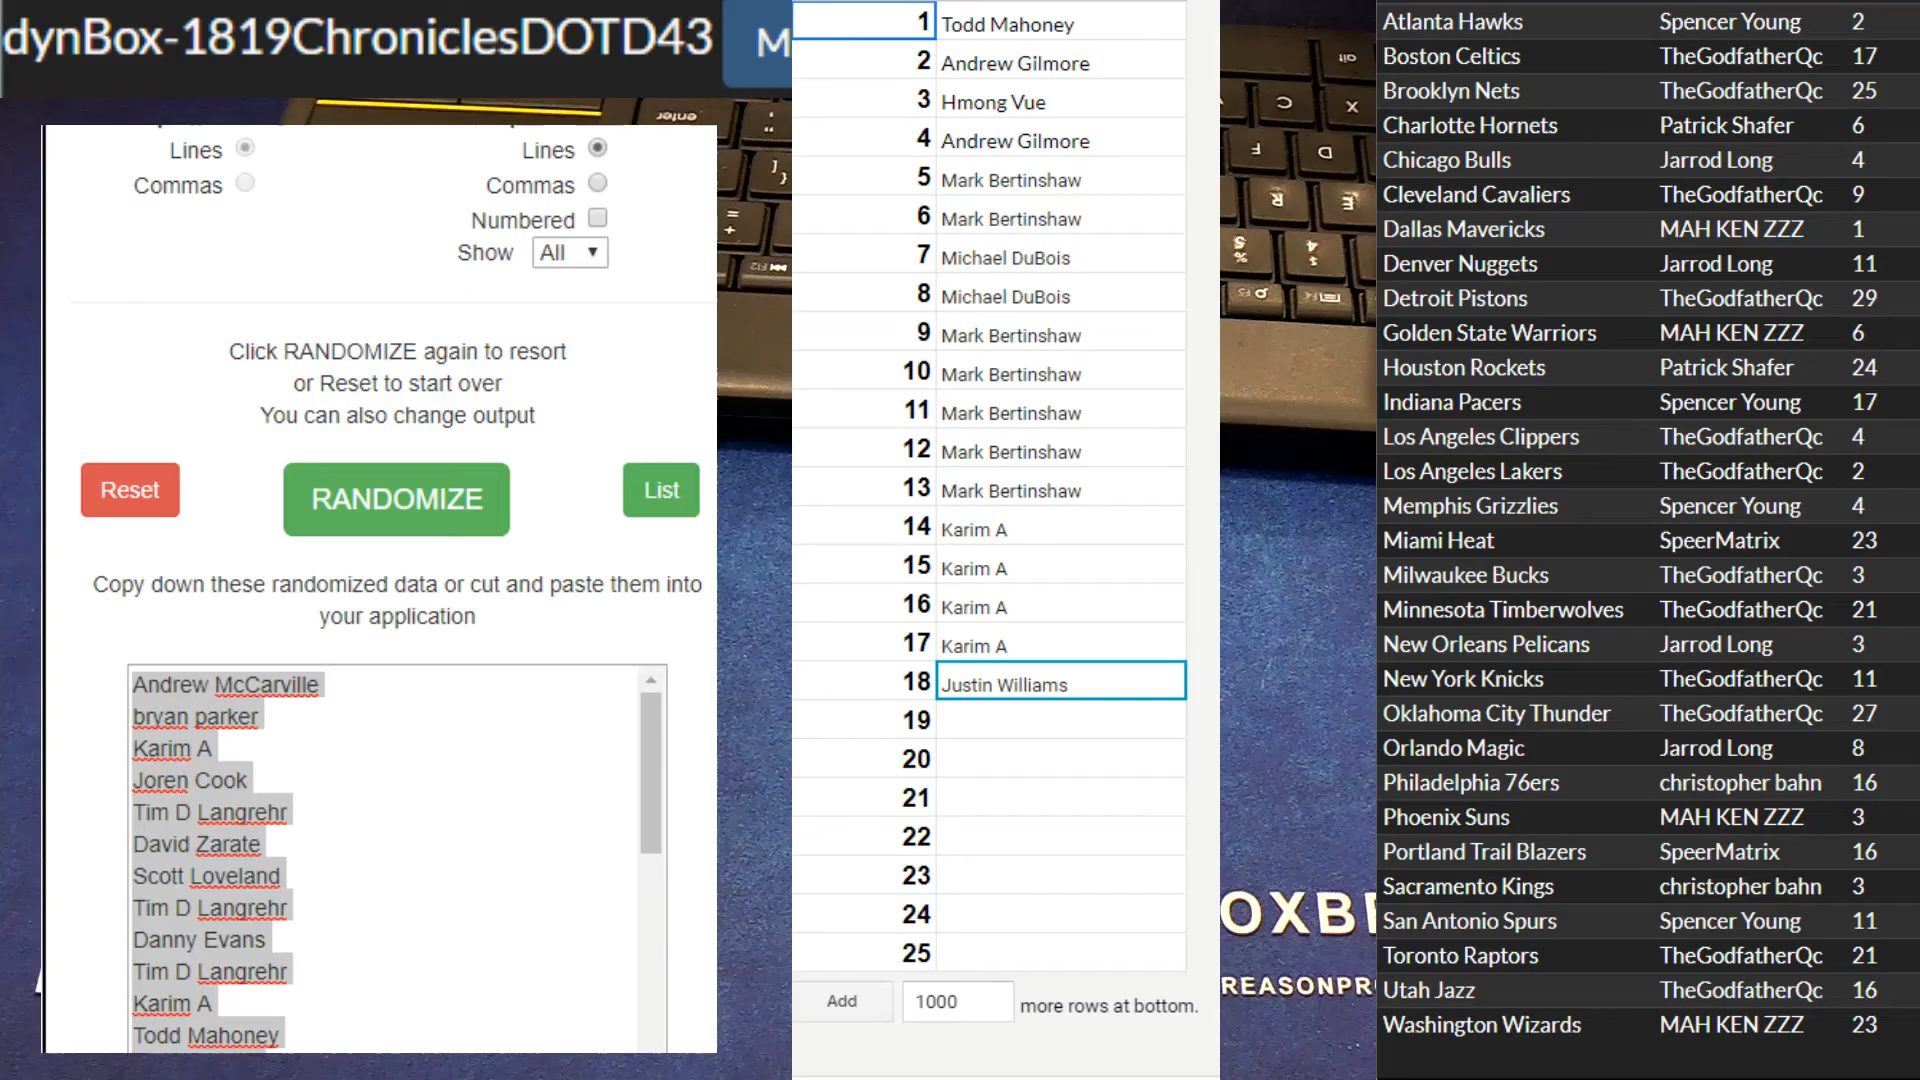 dynBox-1819ChroniclesDOTD43
M
Lines
Lines
Commas
Commas
Numbered
Show All
Click RANDOMIZE again to resort
or Reset to start over
You can also change output
Reset
RANDOMIZE
List
Copy down these randomized data or cut and paste them into
your application
Andrew McCarville
bryan parker
Karim A
Joren Cook
Tim D Langrehr
David Zarate
Scott Loveland
Tim D Langrehr
Danny Evans
Tim D Langrehr
Karim A
Todd Mahoney
1 Todd Mahoney
2 Andrew Gilmore
3 Hmong Vue
4 Andrew Gilmore
5 Mark Bertinshaw
6 Mark Bertinshaw
7 Michael DuBois
8 Michael DuBois
9 Mark Bertinshaw
10 Mark Bertinshaw
11 Mark Bertinshaw
12 Mark Bertinshaw
13 Mark Bertinshaw
14 Karim A
15 Karim A
16 Karim A
17 Karim A
18 Justin Williams
19
20
21
22
23
24
25
Add 1000 more rows at bottom.
enter
OXB
REASONPR
Atlanta Hawks Spencer Young 2
Boston Celtics TheGodfatherQc 17
Brooklyn Nets TheGodfatherQc 25
Charlotte Hornets Patrick Shafer 6
Chicago Bulls Jarrod Long 4
Cleveland Cavaliers TheGodfatherQc 9
Dallas Mavericks MAH KEN ZZZ 1
Denver Nuggets Jarrod Long 11
Detroit Pistons TheGodfatherQc 29
Golden State Warriors MAH KEN ZZZ 6
Houston Rockets Patrick Shafer 24
Indiana Pacers Spencer Young 17
Los Angeles Clippers TheGodfatherQc 4
Los Angeles Lakers TheGodfatherQc 2
Memphis Grizzlies Spencer Young 4
Miami Heat SpeerMatrix 23
Milwaukee Bucks TheGodfatherQc 3
Minnesota Timberwolves TheGodfatherQc 21
New Orleans Pelicans Jarrod Long 3
New York Knicks TheGodfatherQc 11
Oklahoma City Thunder TheGodfatherQc 27
Orlando Magic Jarrod Long 8
Philadelphia 76ers christopher bahn 16
Phoenix Suns MAH KEN ZZZ 3
Portland Trail Blazers SpeerMatrix 16
Sacramento Kings christopher bahn 3
San Antonio Spurs Spencer Young 11
Toronto Raptors TheGodfatherQc 21
Utah Jazz TheGodfatherQc 16
Washington Wizards MAH KEN ZZZ 23